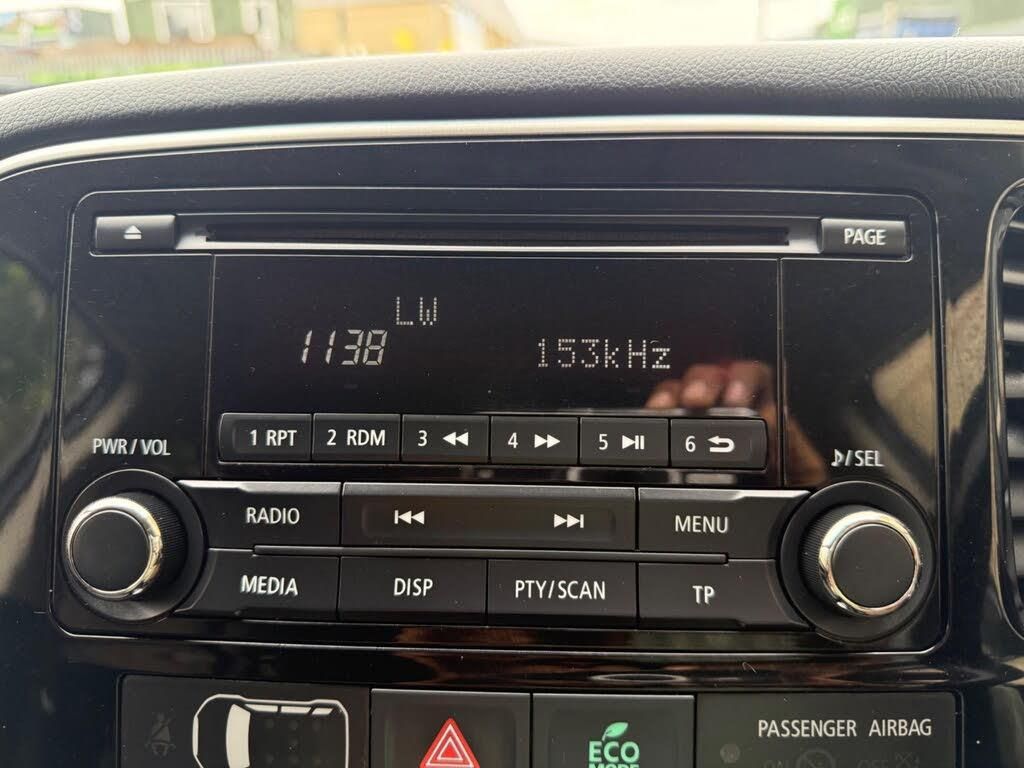 PAGE
LW
1138
153kHz
1 RPT
2 RDM
3
4
5
6
PWR/VOL
/SEL
RADIO
MENU
MEDIA
DISP
PTY/SCAN
TP
ECO
MODE
PASSENGER AIRBAG